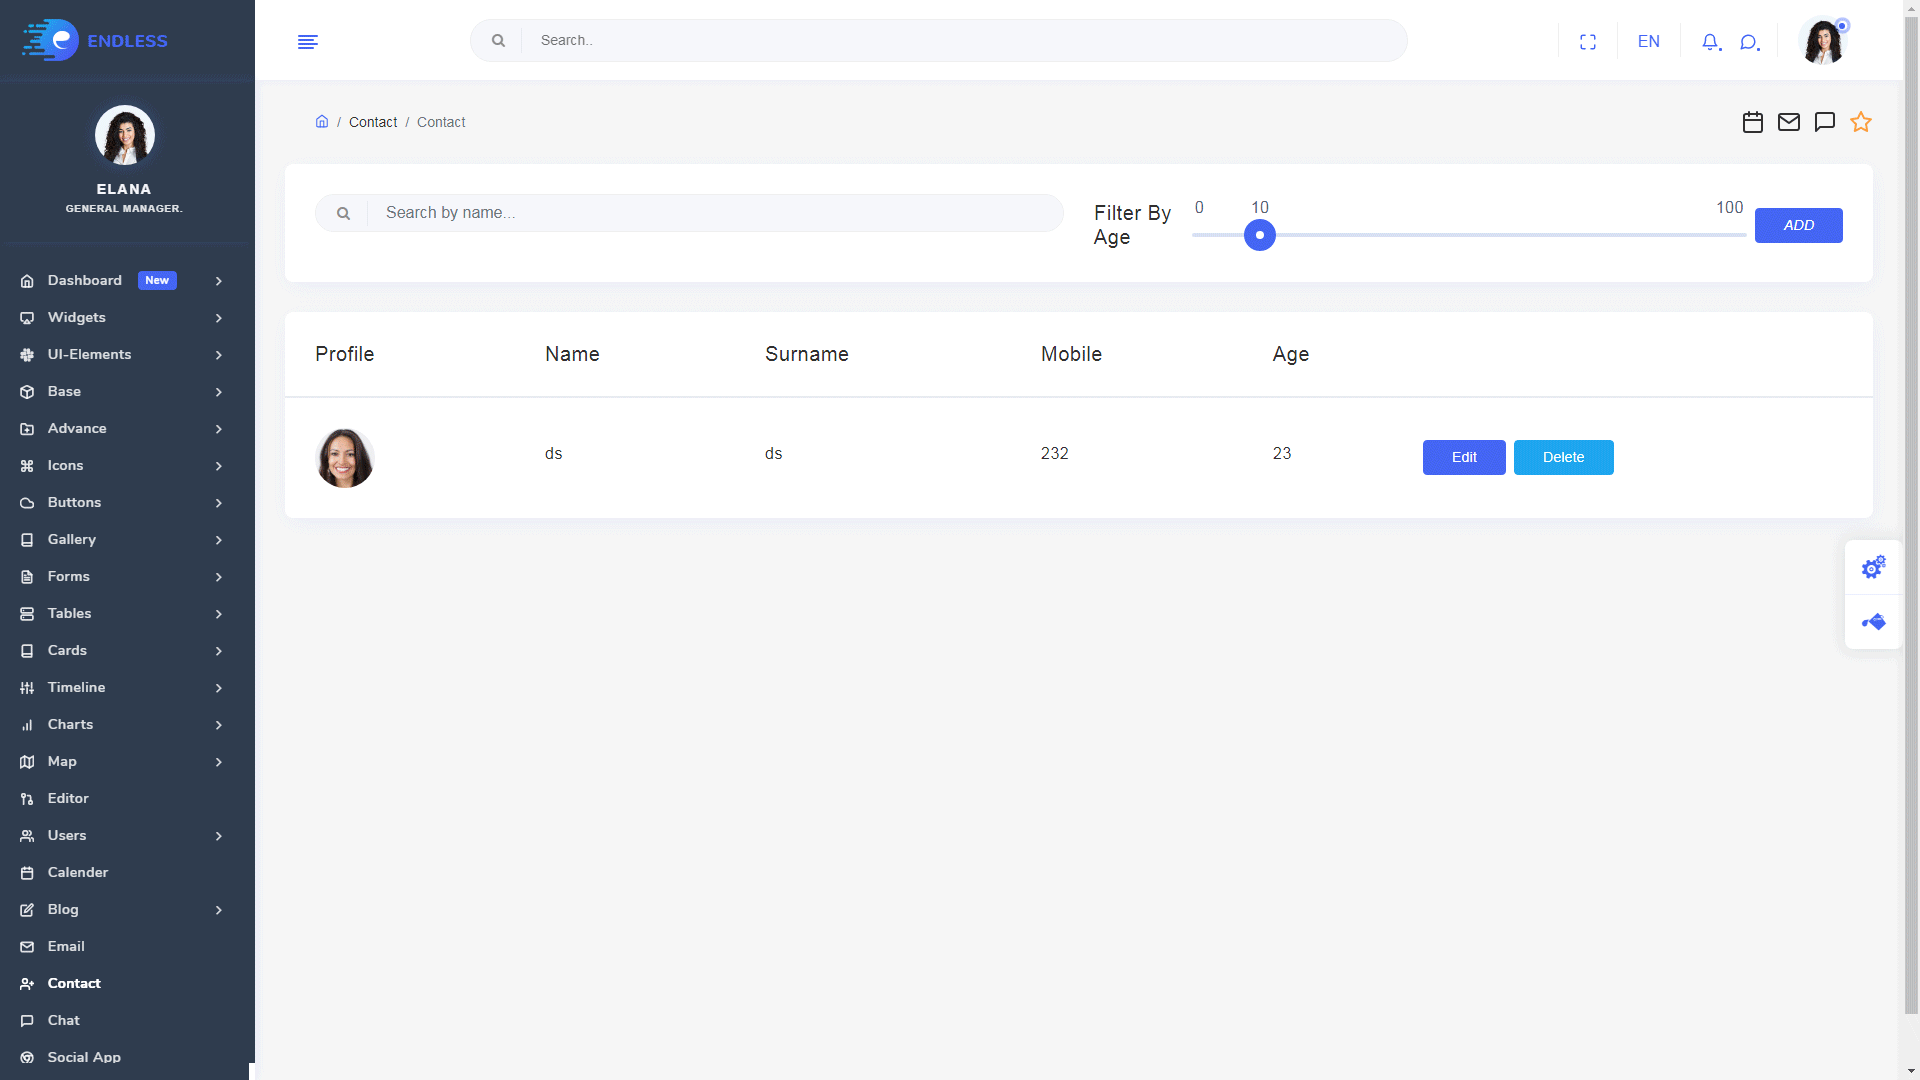 ENDLESS
Search..
EN
ELANA
GENERAL MANAGER.
/ Contact / Contact
Search by name...
Filter By
Age
0 10 100
ADD
Dashboard New
Widgets
UI-Elements
Base
Advance
Icons
Buttons
Gallery
Forms
Tables
Cards
Timeline
Charts
Map
Editor
Users
Calender
Blog
Email
Contact
Chat
Social App
Profile Name Surname Mobile Age
ds ds 232 23 Edit Delete